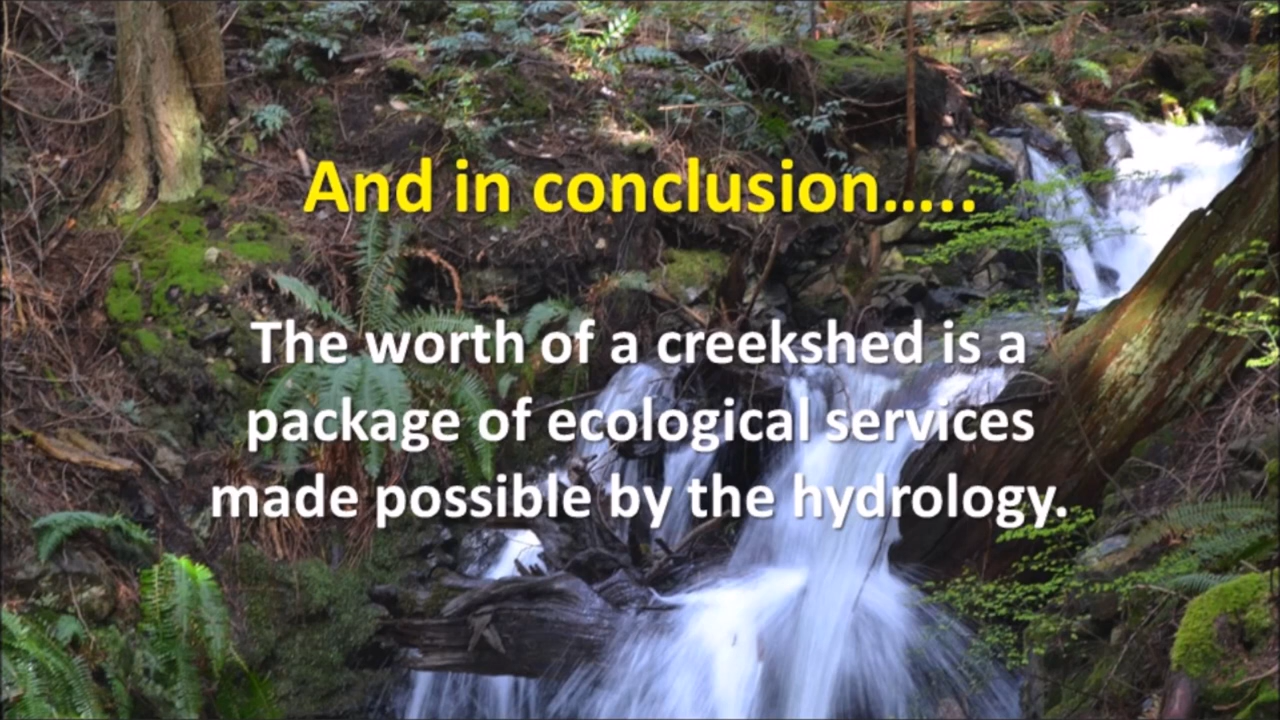 And in conclusion…..
The worth of a creekshed is a
package of ecological services
made possible by the hydrology.